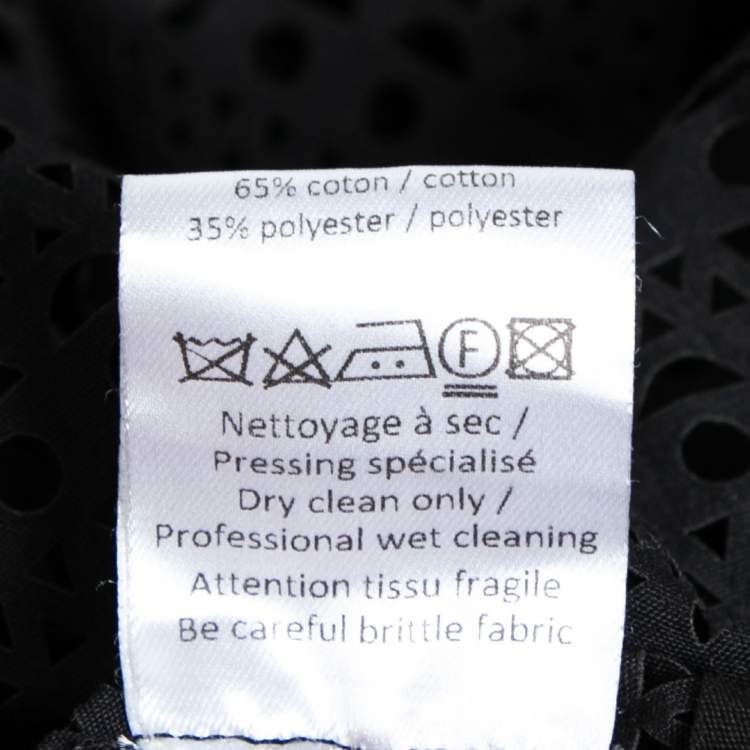 65% coton / cotton
35% polyester / polyester
F
Nettoyage à sec /
Pressing spécialisé
Dry clean only /
Professional wet cleaning
Attention tissu fragile
Be careful brittle fabric